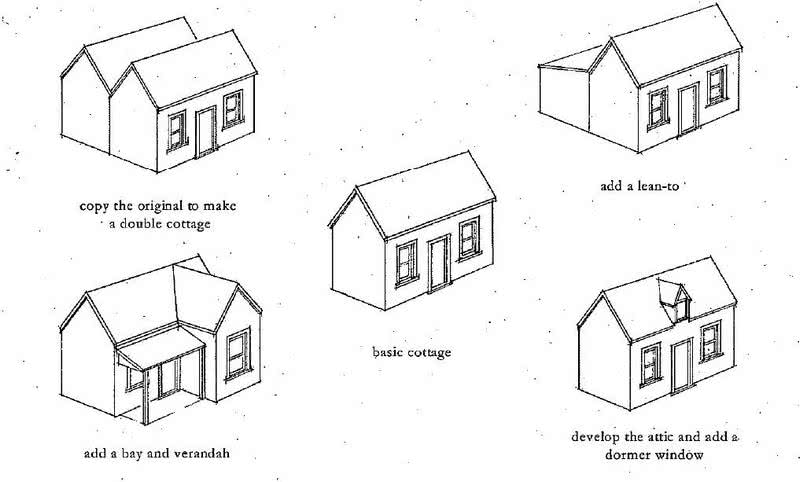 copy the original to make
a double cottage
add a lean-to
basic cottage
add a bay and verandah
develop the attic and add a
dormer window